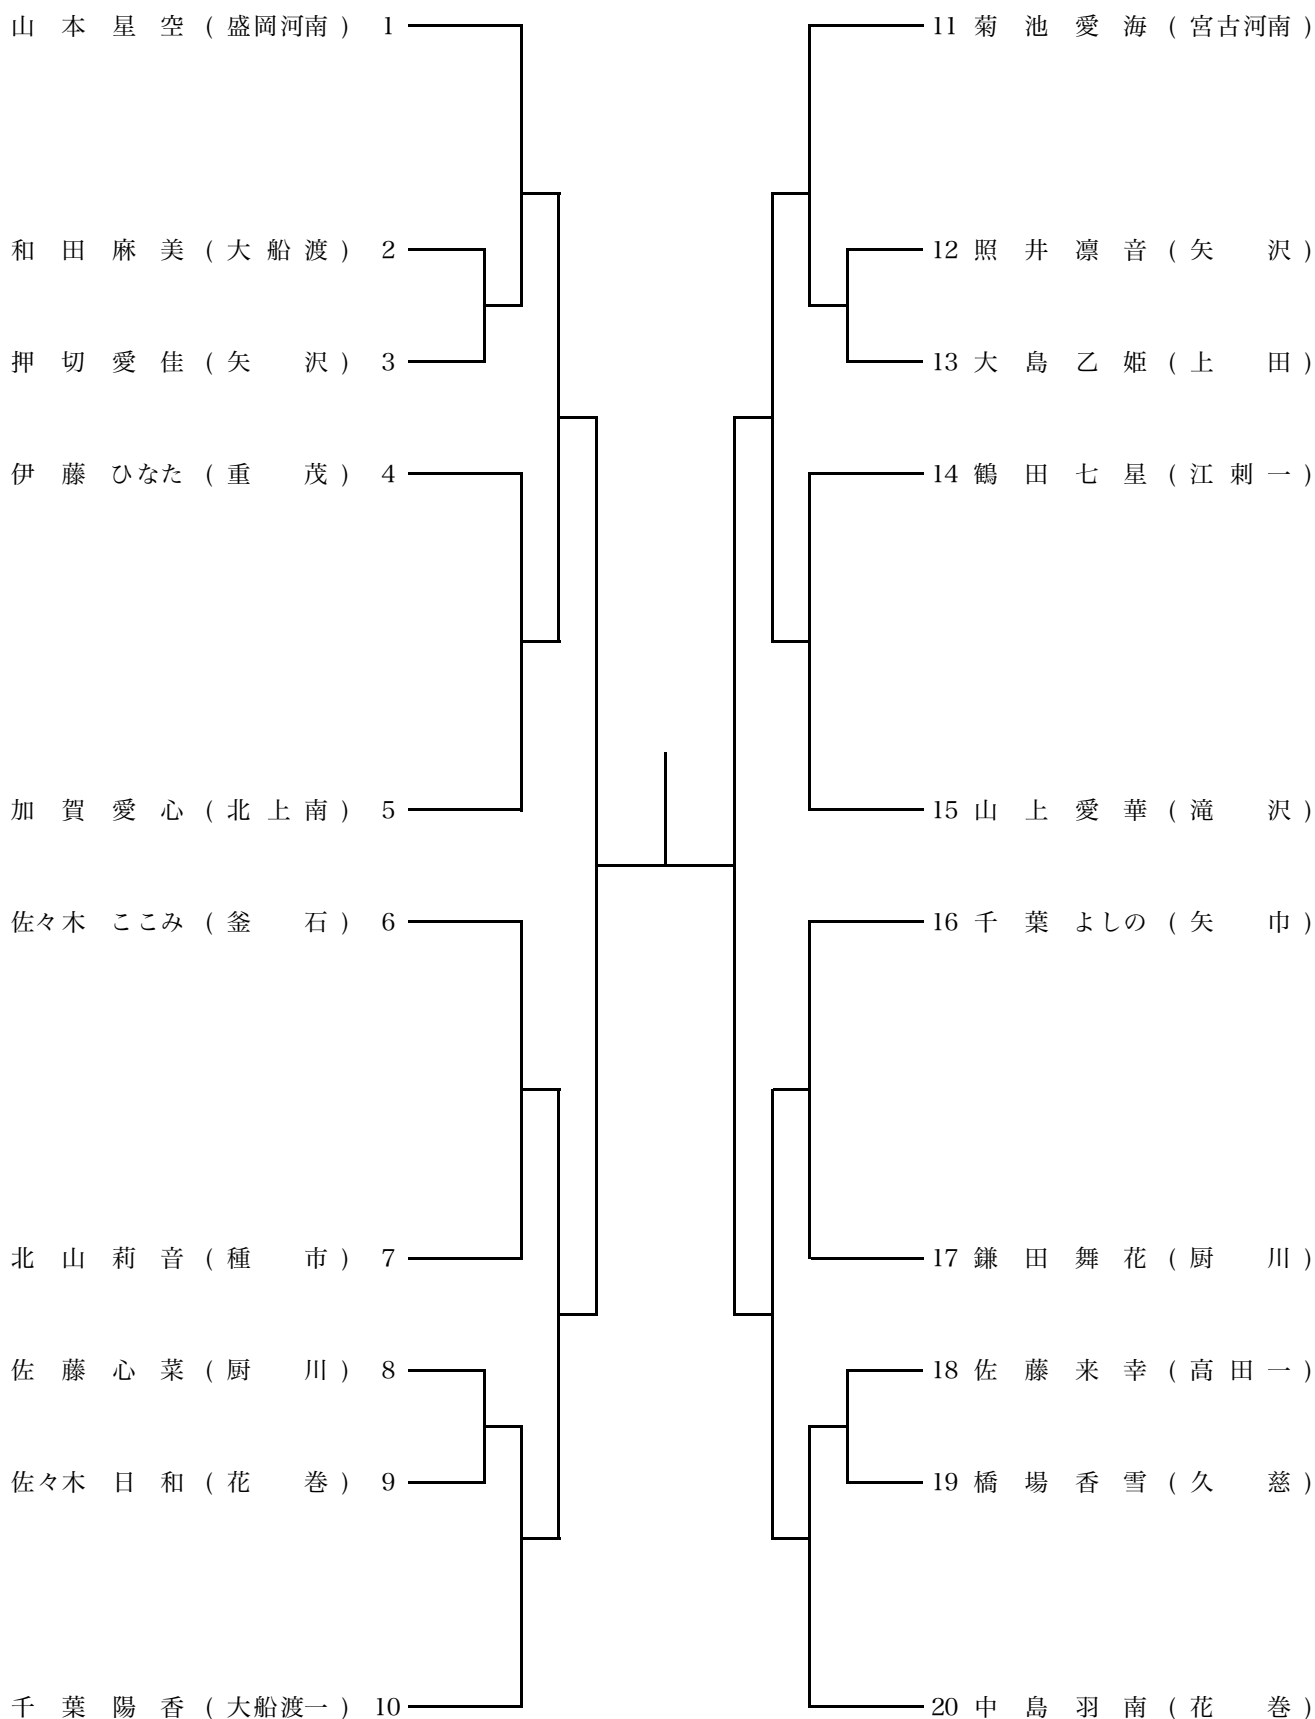 山本星空 (盛岡河南) 1
和田麻美 (大船渡) 2
押切愛佳 (矢沢) 3
伊藤ひなた (重茂) 4
加賀愛心 (北上南) 5
佐々木ここみ (釜石) 6
北山莉音 (種市) 7
佐藤心菜 (厨川) 8
佐々木日和 (花巻) 9
千葉陽香 (大船渡一) 10
11 菊池愛海 (宮古河南)
12 照井凛音 (矢沢)
13 大島乙姫 (上田)
14 鶴田七星 (江刺一)
15 山上愛華 (滝沢)
16 千葉よしの (矢巾)
17 鎌田舞花 (厨川)
18 佐藤来幸 (高田一)
19 橋場香雪 (久慈)
20 中島羽南 (花巻)